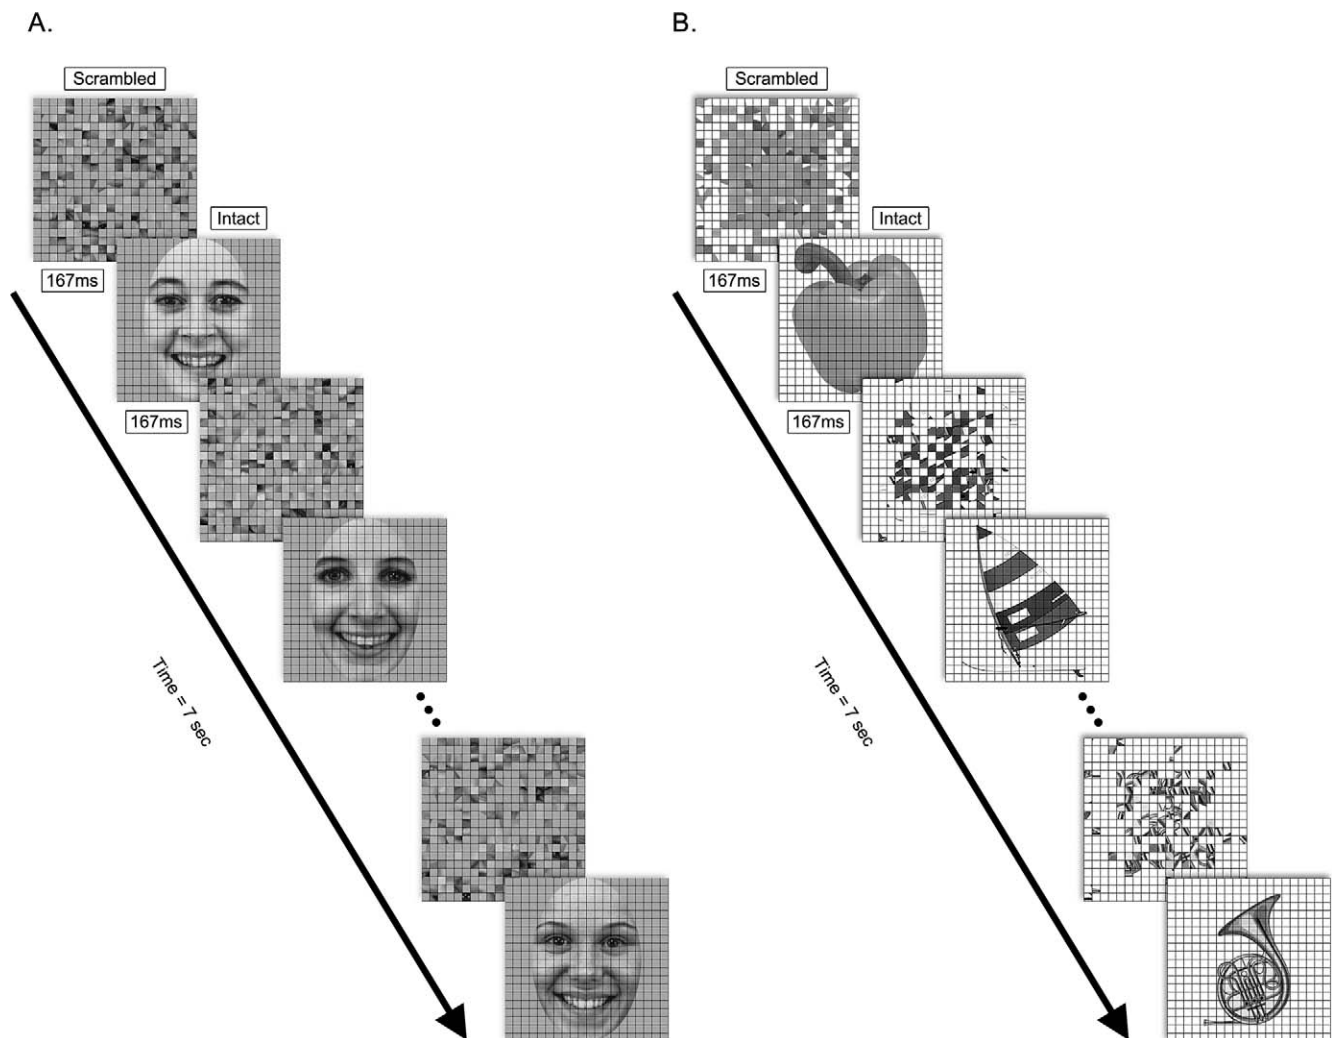 A.
Scrambled
Intact
167ms
167ms
Time = 7 sec
B.
Scrambled
Intact
167ms
167ms
Time = 7 sec